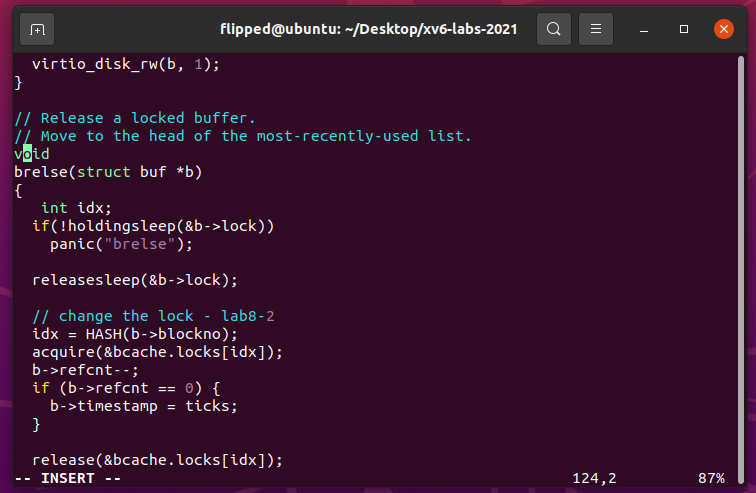 flipped@ubuntu: ~/Desktop/xv6-labs-2021
  virtio_disk_rw(b, 1);
}

// Release a locked buffer.
// Move to the head of the most-recently-used list.
void
brelse(struct buf *b)
{
   int idx;
  if(!holdingsleep(&b->lock))
    panic("brelse");

  releasesleep(&b->lock);

  // change the lock - lab8-2
  idx = HASH(b->blockno);
  acquire(&bcache.locks[idx]);
  b->refcnt--;
  if (b->refcnt == 0) {
    b->timestamp = ticks;
  }

  release(&bcache.locks[idx]);
-- INSERT -- 124,2 87%